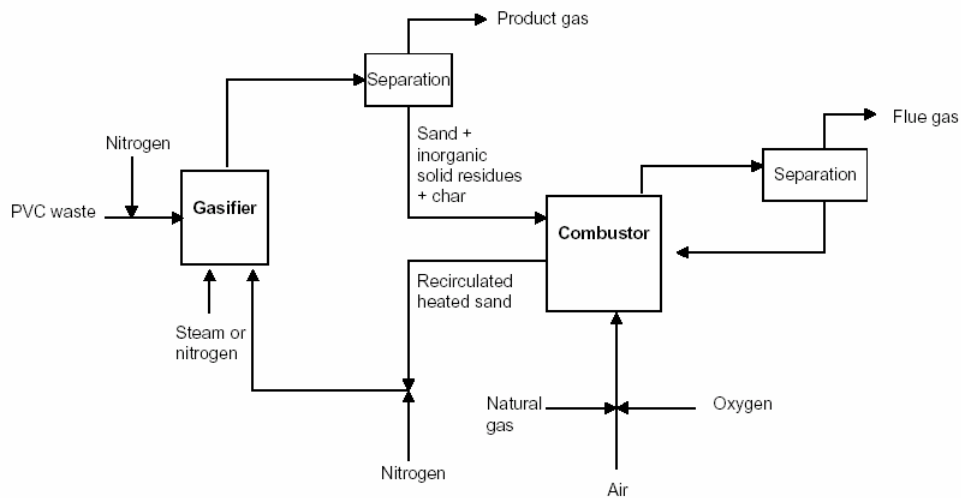 Product gas
Separation
Flue gas
Nitrogen
Sand +
inorganic
solid residues
+ char
Separation
PVC waste
Gasifier
Combustor
Recirculated
heated sand
Steam or
nitrogen
Natural
gas
Oxygen
Nitrogen
Air